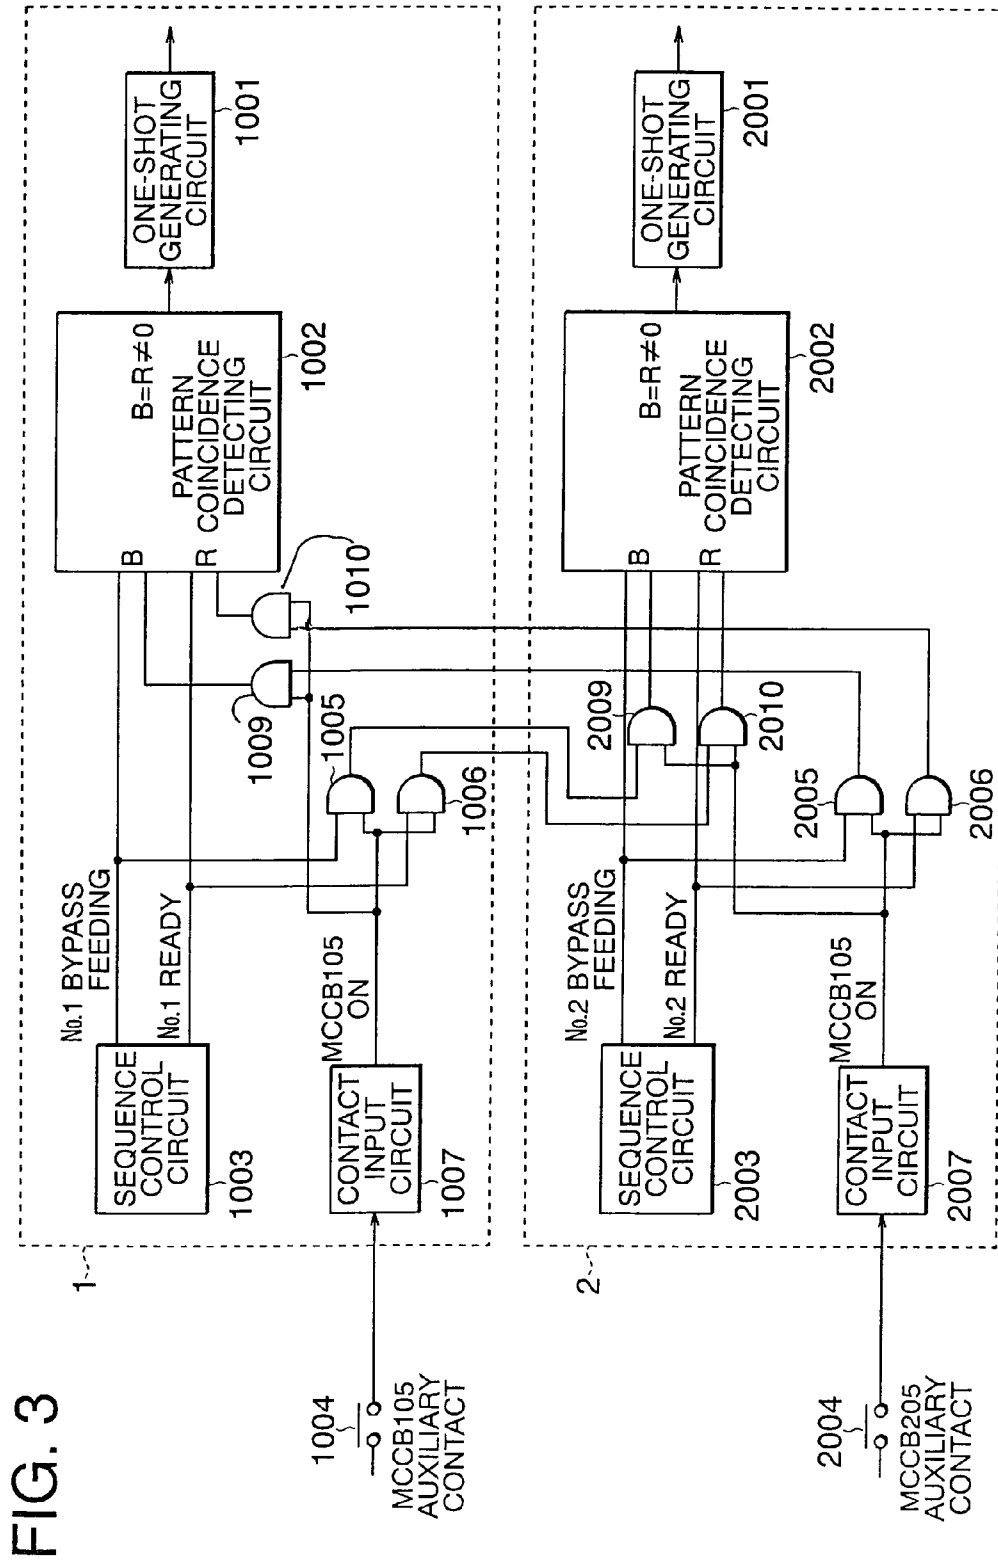 FIG. 3
1
SEQUENCE
CONTROL
CIRCUIT
1003
No.1 BYPASS
FEEDING
No.1 READY
1004
MCCB105
AUXILIARY
CONTACT
CONTACT
INPUT
CIRCUIT
1007
MCCB105
ON
1005
1006
1009
1010
B
R
B=R≠0
PATTERN
COINCIDENCE
DETECTING
CIRCUIT
1002
ONE-SHOT
GENERATING
CIRCUIT
1001
2
SEQUENCE
CONTROL
CIRCUIT
2003
No.2 BYPASS
FEEDING
No.2 READY
2004
MCCB205
AUXILIARY
CONTACT
CONTACT
INPUT
CIRCUIT
2007
MCCB105
ON
2005
2006
2009
2010
B
R
B=R≠0
PATTERN
COINCIDENCE
DETECTING
CIRCUIT
2002
ONE-SHOT
GENERATING
CIRCUIT
2001